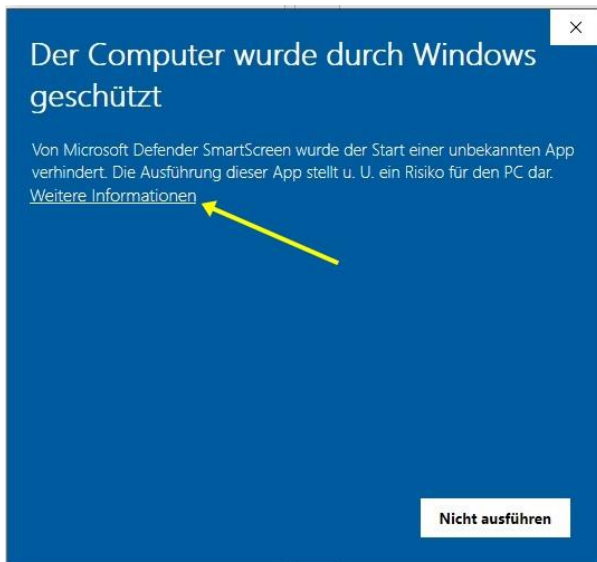 Der Computer wurde durch Windows
geschützt
Von Microsoft Defender SmartScreen wurde der Start einer unbekannten App
verhindert. Die Ausführung dieser App stellt u. U. ein Risiko für den PC dar.
Weitere Informationen
Nicht ausführen